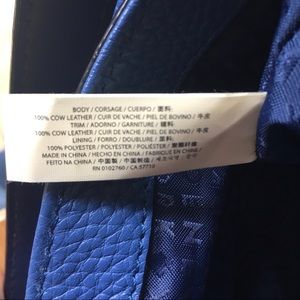 BODY / CORSAGE / CUERPO / 面料:
100% COW LEATHER / CUIR DE VACHE / PIEL DE BOVINO / 牛皮
TRIM / ADORNO / GARNITURE / 辅料:
100% COW LEATHER / CUIR DE VACHE / PIEL DE BOVINO / 牛皮
LINING / FORRO / DOUBLURE / 里料:
100% POLYESTER / POLIÉSTER / POLYESTER / 聚酯纤维
MADE IN CHINA / HECHO EN CHINA / FABRIQUE EN CHINE /
FEITO NA CHINA / 中国製 / 中国制造
RN 0102760 / CA 57710